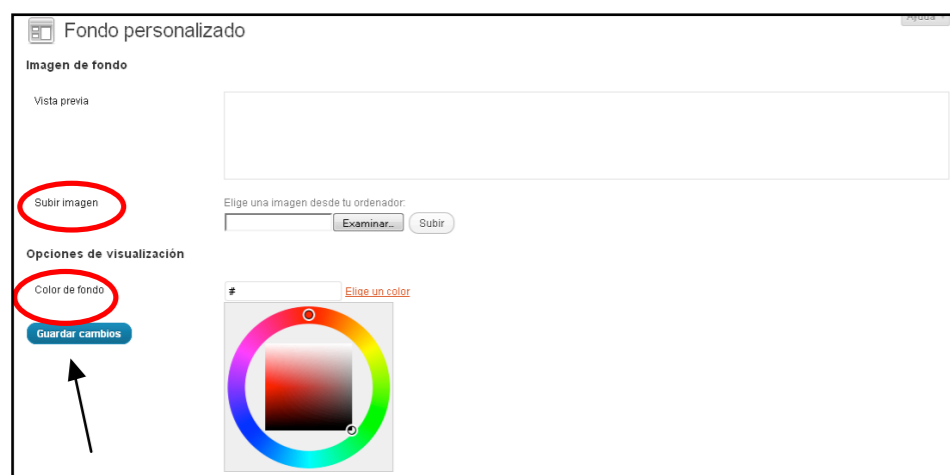 Ayuda
Fondo personalizado
Imagen de fondo
Vista previa
Subir imagen
Elige una imagen desde tu ordenador:
Examinar... Subir
Opciones de visualización
Color de fondo
# Elige un color
Guardar cambios